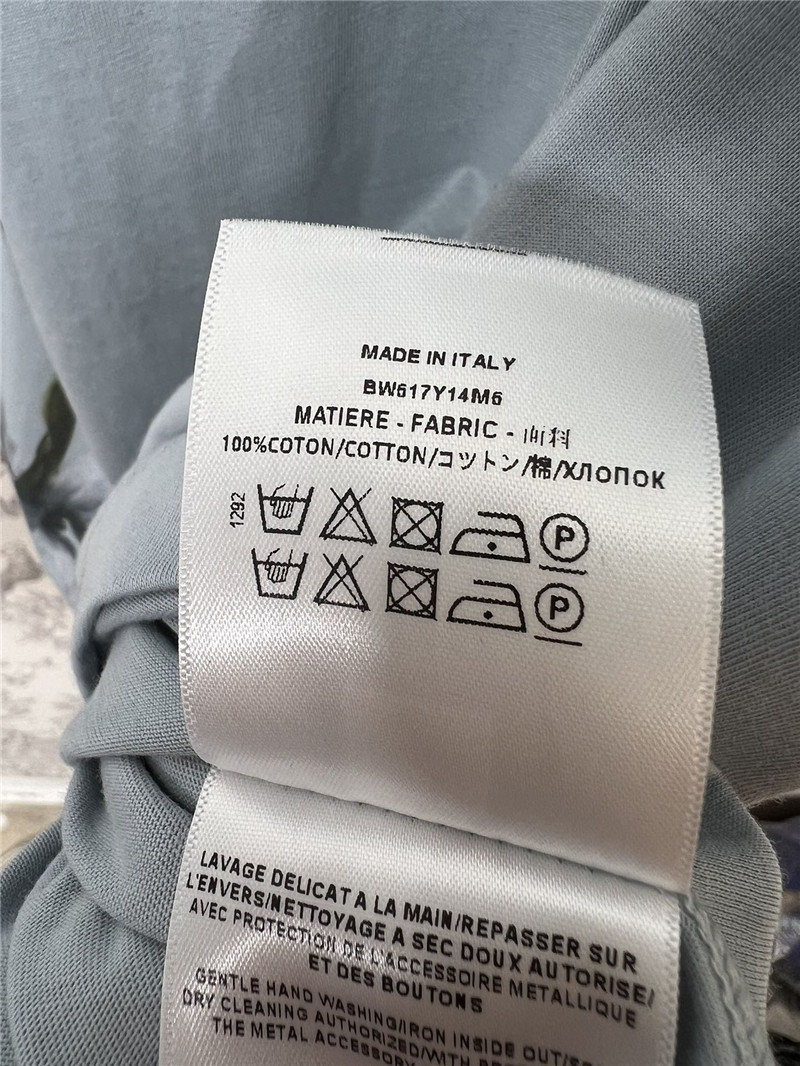 MADE IN ITALY
BW617Y14M6
MATIERE - FABRIC - 面料
100%COTON/COTTON/コットン/棉/ХЛОПОК
1292
P
P
LAVAGE DELICAT A LA MAIN/REPASSER SUR
L'ENVERS/NETTOYAGE A SEC DOUX AUTORISE/
AVEC PROTECTION DE L'ACCESSOIRE METALLIQUE
ET DES BOUTONS
GENTLE HAND WASHING/IRON INSIDE OUT/
DRY CLEANING AUTHORIZED/WITH
THE METAL ACCESSORY